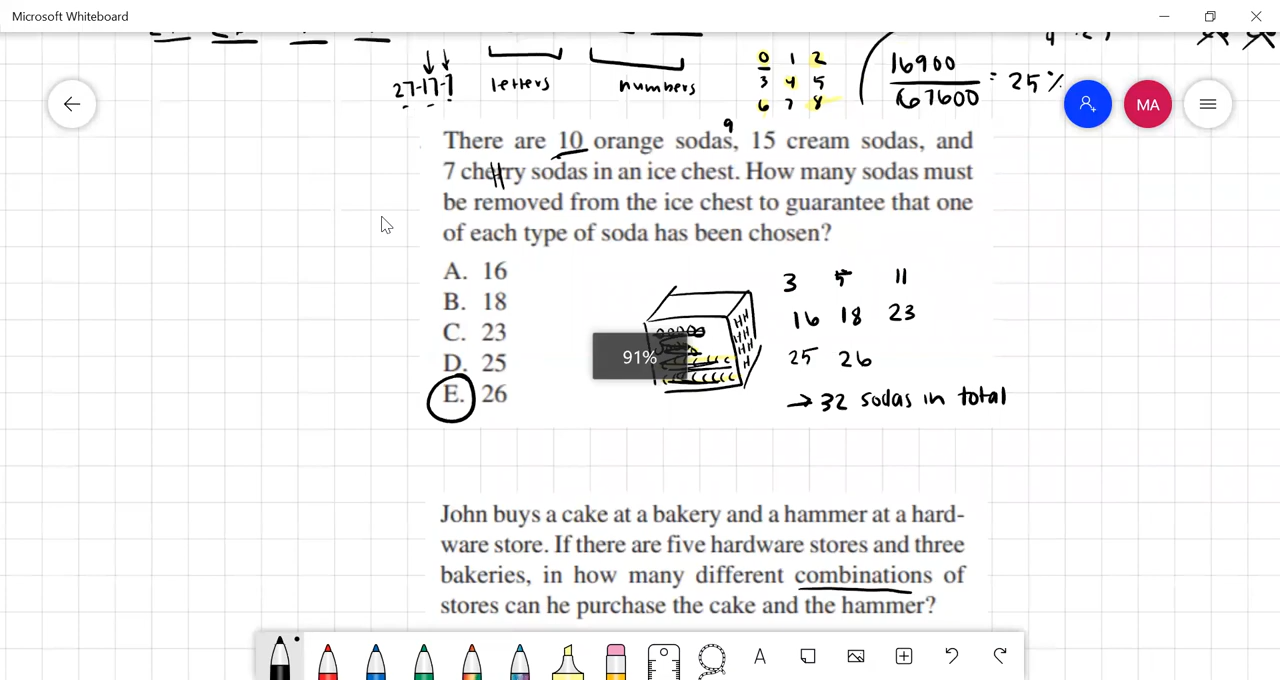 Microsoft Whiteboard
27-17-7
letters
numbers
0 1 2
3 4 5
6 7 8
9
16900
67600
= 25%
MA
There are 10 orange sodas, 15 cream sodas, and
7 cherry sodas in an ice chest. How many sodas must
be removed from the ice chest to guarantee that one
of each type of soda has been chosen?
A. 16
B. 18
C. 23
D. 25
E. 26
91%
3 5 11
16 18 23
25 26
→ 32 sodas in total
John buys a cake at a bakery and a hammer at a hard-
ware store. If there are five hardware stores and three
bakeries, in how many different combinations of
stores can he purchase the cake and the hammer?
A